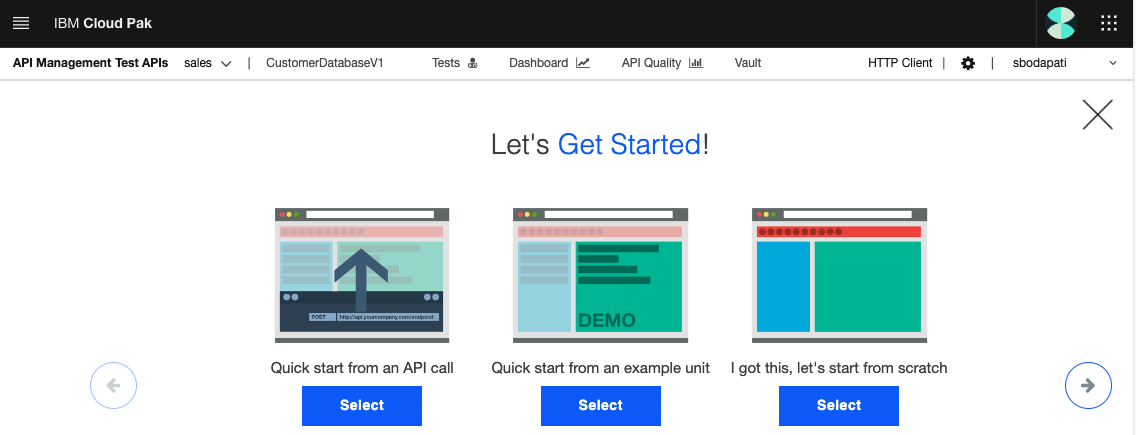 IBM Cloud Pak
API Management Test APIs sales | CustomerDatabaseV1 Tests Dashboard API Quality Vault HTTP Client | | sbodapati
Let's Get Started!
POST http://api.yourcompany.com/endpoint
DEMO
Quick start from an API call
Select
Quick start from an example unit
Select
I got this, let's start from scratch
Select